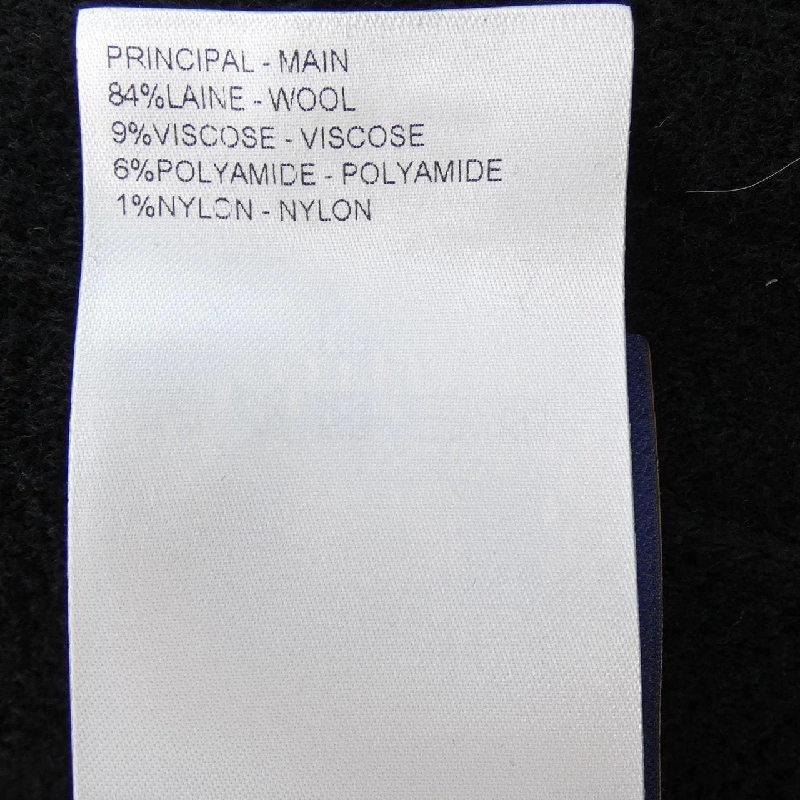 PRINCIPAL - MAIN
84%LAINE - WOOL
9%VISCOSE - VISCOSE
6%POLYAMIDE - POLYAMIDE
1%NYLON - NYLON